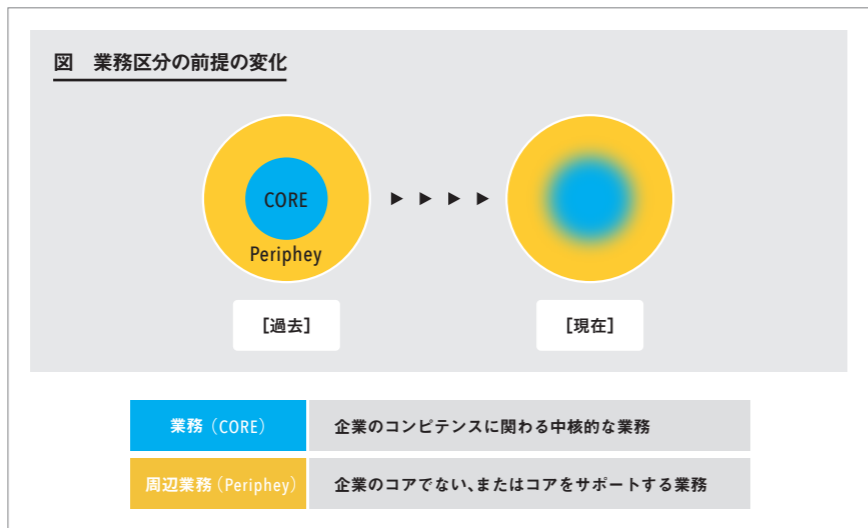 図　業務区分の前提の変化
CORE
Periphey
▶ ▶ ▶ ▶
［過去］
［現在］
業務（CORE）
企業のコンピテンスに関わる中核的な業務
周辺業務（Periphey）
企業のコアでない、またはコアをサポートする業務